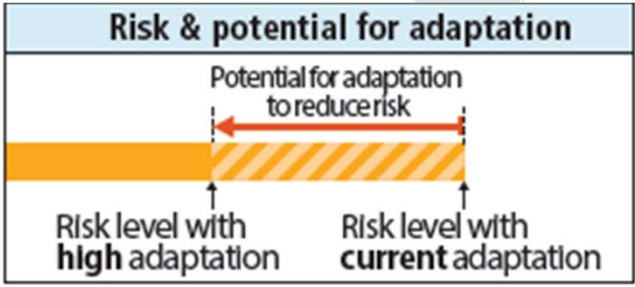 Risk & potential for adaptation
Potential for adaptation
to reduce risk
Risk level with
high adaptation
Risk level with
current adaptation